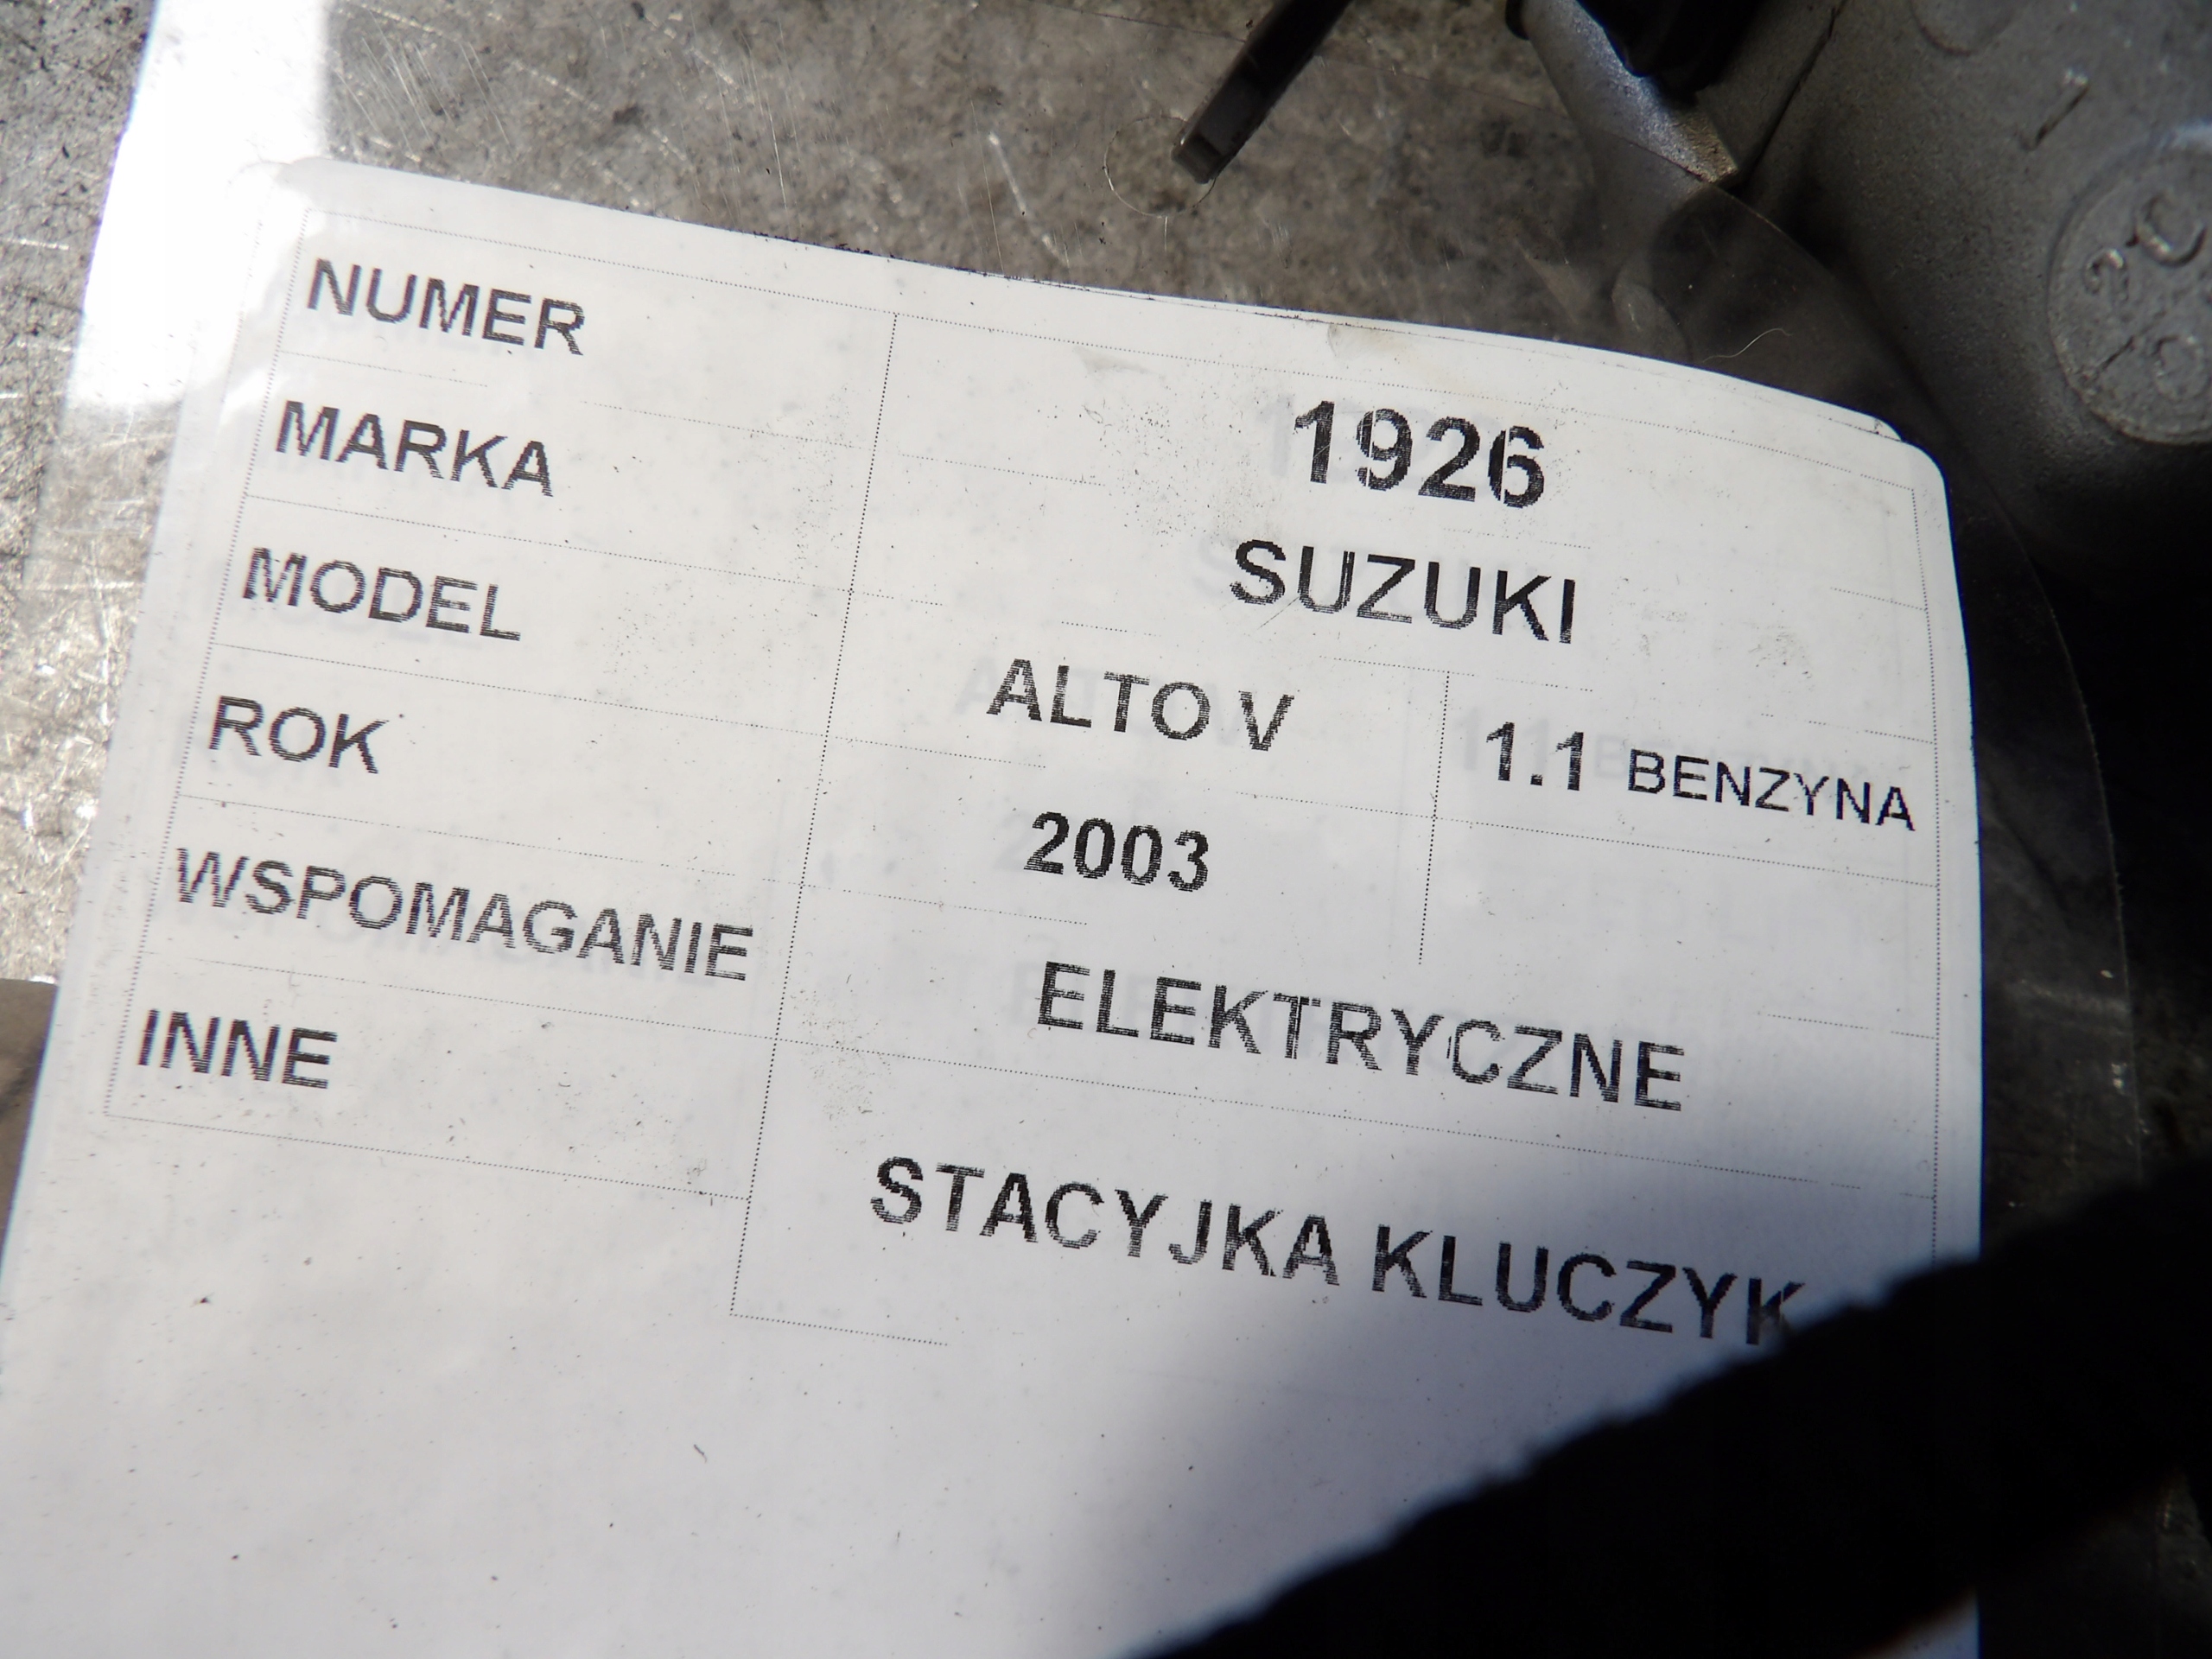 NUMER 1926
MARKA SUZUKI
MODEL ALTO V 1.1 BENZYNA
ROK 2003
WSPOMAGANIE ELEKTRYCZNE
INNE STACYJKA KLUCZYK